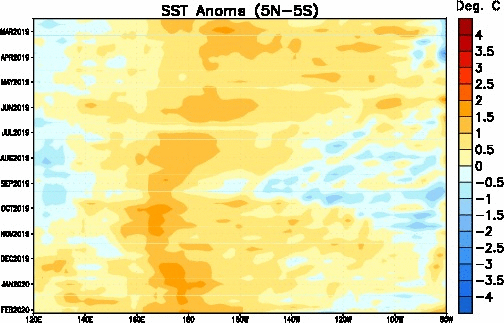 SST Anoms (5N-5S)
Deg. C
MAR2019
APR2019
MAY2019
JUN2019
JUL2019
AUG2019
SEP2019
OCT2019
NOV2019
DEC2019
JAN2020
FEB2020
120E 140E 160E 180 160W 140W 120W 100W 80W
4
3.5
3
2.5
2
1.5
1
0.5
0
-0.5
-1
-1.5
-2
-2.5
-3
-3.5
-4